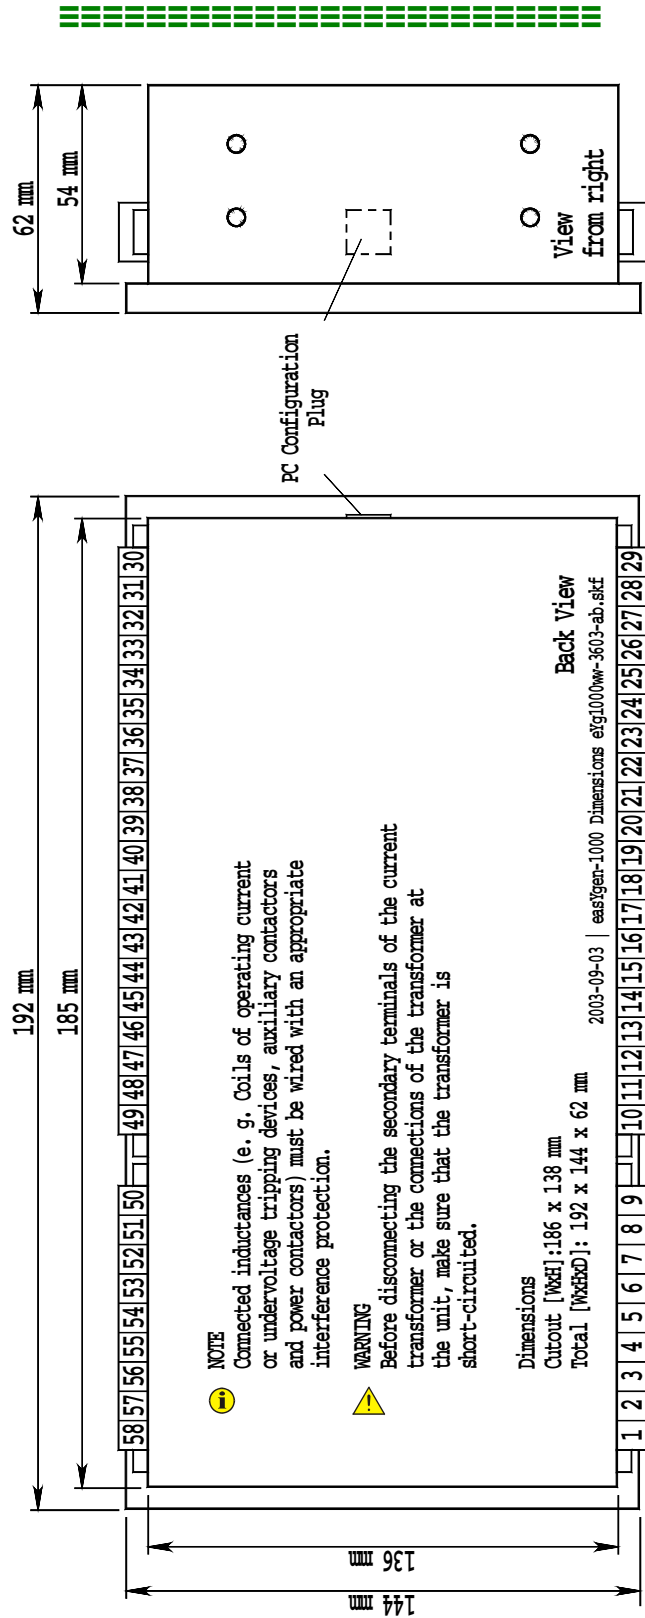 192 mm
185 mm
62 mm
54 mm
58 57 56 55 54 53 52 51 50 49 48 47 46 45 44 43 42 41 40 39 38 37 36 35 34 33 32 31 30
NOTE
Connected inductances (e. g. Coils of operating current
or undervoltage tripping devices, auxiliary contactors
and power contactors) must be wired with an appropriate
interference protection.
WARNING
Before disconnecting the secondary terminals of the current
transformer or the connections of the transformer at
the unit, make sure that the transformer is
short-circuited.
Dimensions
Cutout [WxH]:186 x 138 mm
Total [WxHxD]: 192 x 144 x 62 mm
Back View
2003-09-03 | easYgen-1000 Dimensions eYg1000ww-3603-ab.skf
1 2 3 4 5 6 7 8 9 10 11 12 13 14 15 16 17 18 19 20 21 22 23 24 25 26 27 28 29
136 mm
144 mm
PC Configuration
Plug
View
from right